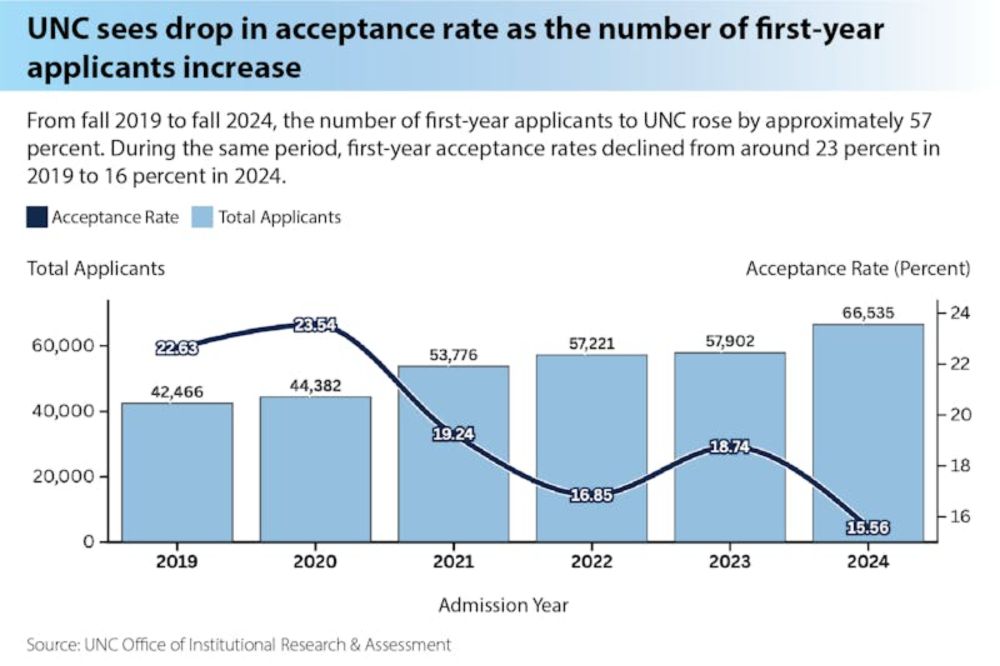 UNC sees drop in acceptance rate as the number of first-year
applicants increase
From fall 2019 to fall 2024, the number of first-year applicants to UNC rose by approximately 57
percent. During the same period, first-year acceptance rates declined from around 23 percent in
2019 to 16 percent in 2024.
Acceptance Rate Total Applicants
Total Applicants Acceptance Rate (Percent)
66,535 24
22.63 23.54 60,000 53,776 57,221 57,902 22
42,466 44,382 40,000 20
19.24 18.74 18
20,000 16.85 16
0 15.56
2019 2020 2021 2022 2023 2024
Admission Year
Source: UNC Office of Institutional Research & Assessment